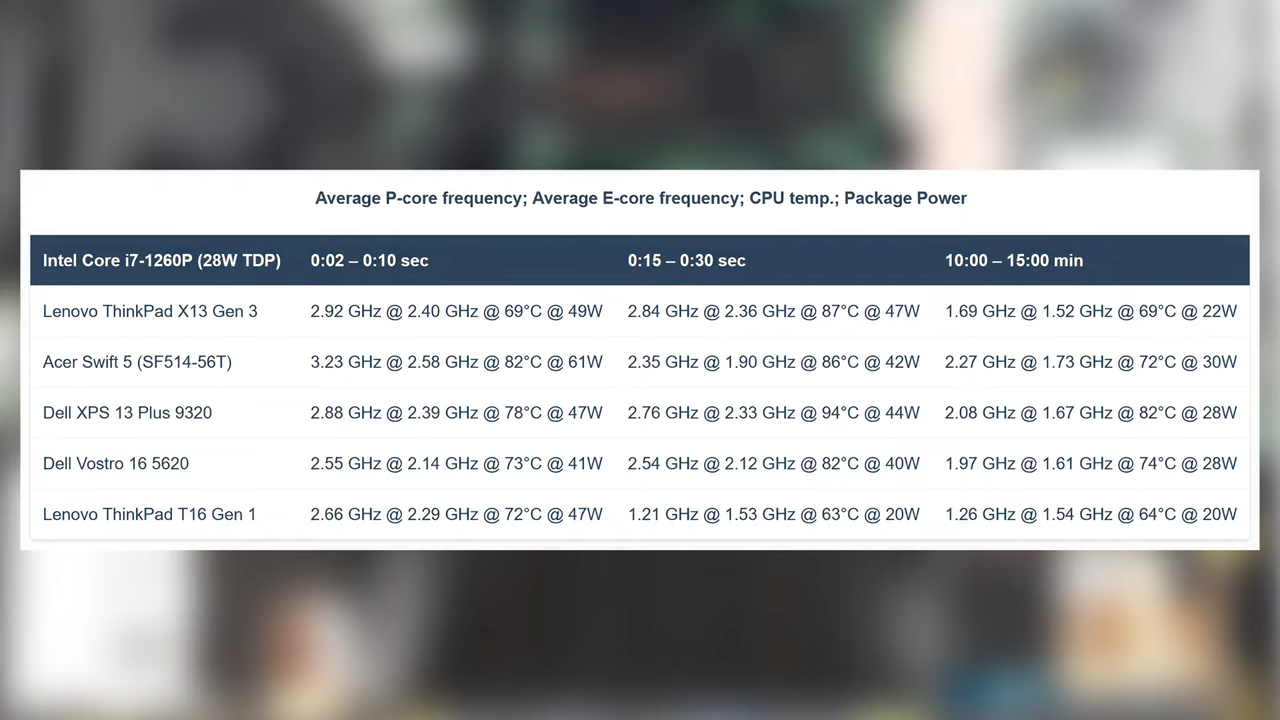 Average P-core frequency; Average E-core frequency; CPU temp.; Package Power
Intel Core i7-1260P (28W TDP) 0:02 – 0:10 sec 0:15 – 0:30 sec 10:00 – 15:00 min
Lenovo ThinkPad X13 Gen 3 2.92 GHz @ 2.40 GHz @ 69°C @ 49W 2.84 GHz @ 2.36 GHz @ 87°C @ 47W 1.69 GHz @ 1.52 GHz @ 69°C @ 22W
Acer Swift 5 (SF514-56T) 3.23 GHz @ 2.58 GHz @ 82°C @ 61W 2.35 GHz @ 1.90 GHz @ 86°C @ 42W 2.27 GHz @ 1.73 GHz @ 72°C @ 30W
Dell XPS 13 Plus 9320 2.88 GHz @ 2.39 GHz @ 78°C @ 47W 2.76 GHz @ 2.33 GHz @ 94°C @ 44W 2.08 GHz @ 1.67 GHz @ 82°C @ 28W
Dell Vostro 16 5620 2.55 GHz @ 2.14 GHz @ 73°C @ 41W 2.54 GHz @ 2.12 GHz @ 82°C @ 40W 1.97 GHz @ 1.61 GHz @ 74°C @ 28W
Lenovo ThinkPad T16 Gen 1 2.66 GHz @ 2.29 GHz @ 72°C @ 47W 1.21 GHz @ 1.53 GHz @ 63°C @ 20W 1.26 GHz @ 1.54 GHz @ 64°C @ 20W